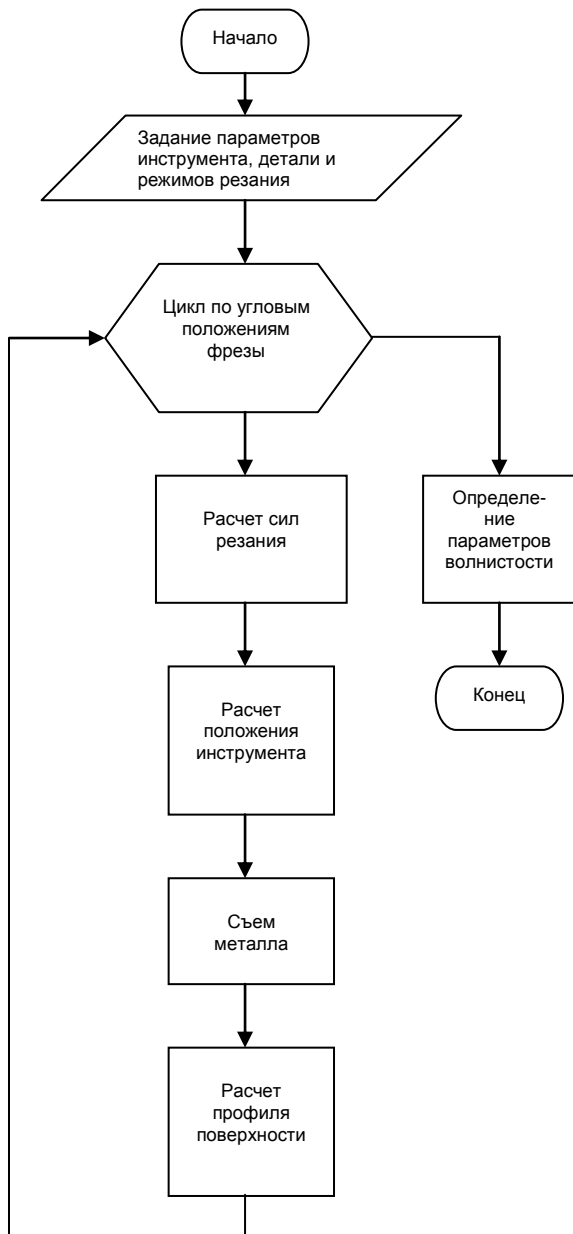 Начало
Задание параметров
инструмента, детали и
режимов резания
Цикл по угловым
положениям
фрезы
Расчет сил
резания
Определе-
ние
параметров
волнистости
Расчет
положения
инструмента
Конец
Съем
металла
Расчет
профиля
поверхности